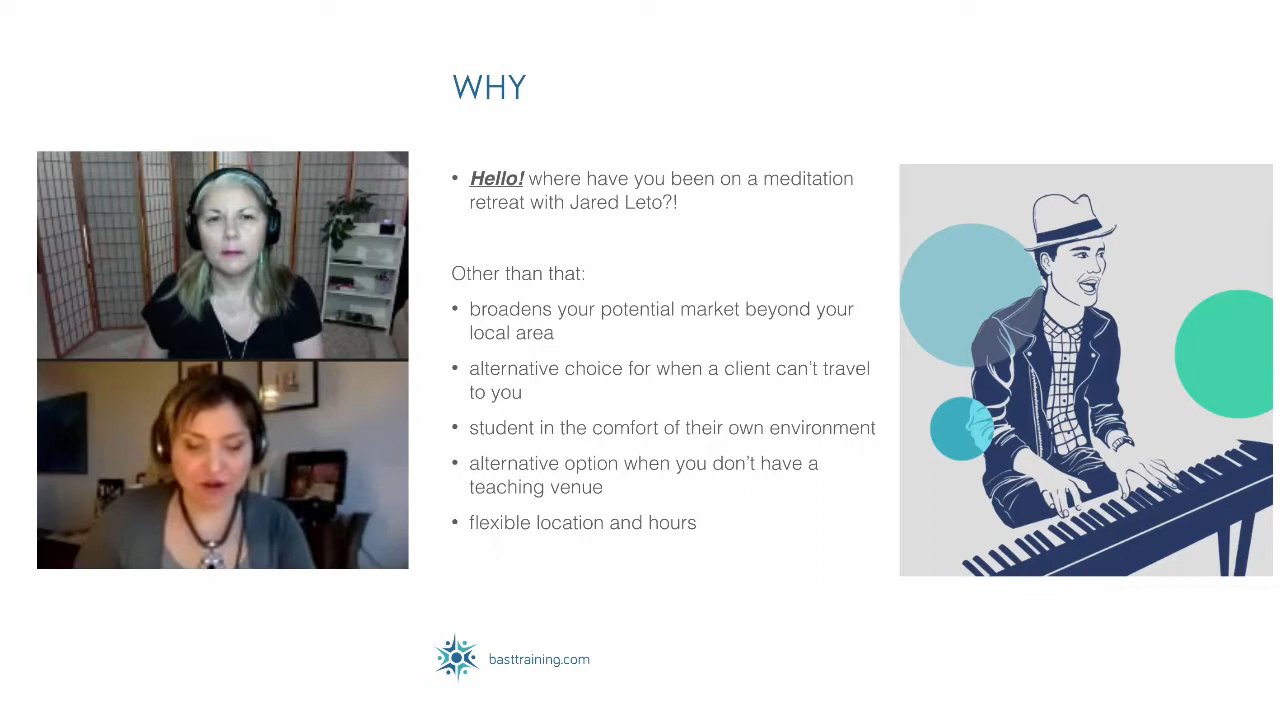 WHY
• Hello! where have you been on a meditation
retreat with Jared Leto?!
Other than that:
• broadens your potential market beyond your
local area
• alternative choice for when a client can't travel
to you
• student in the comfort of their own environment
• alternative option when you don't have a
teaching venue
• flexible location and hours
basttraining.com